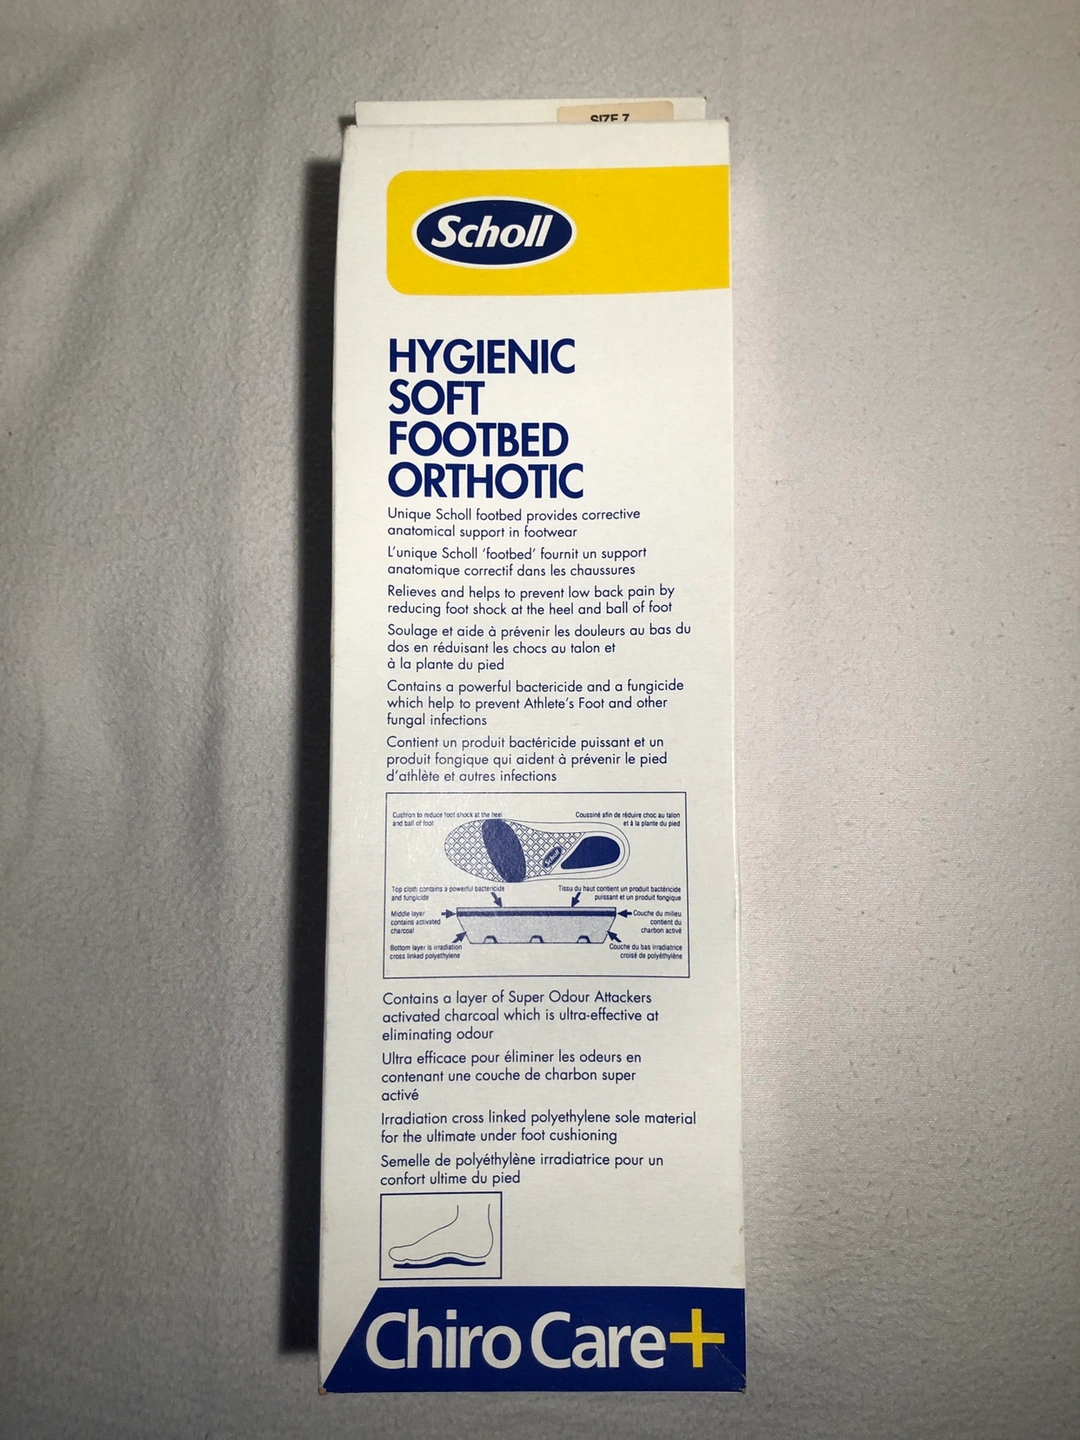 SIZE 7
Scholl
HYGIENIC
SOFT
FOOTBED
ORTHOTIC
Unique Scholl footbed provides corrective
anatomical support in footwear
L'unique Scholl 'footbed' fournit un support
anatomique correctif dans les chaussures
Relieves and helps to prevent low back pain by
reducing foot shock at the heel and ball of foot
Soulage et aide à prévenir les douleurs au bas du
dos en réduisant les chocs au talon et
à la plante du pied
Contains a powerful bactericide and a fungicide
which help to prevent Athlete's Foot and other
fungal infections
Contient un produit bactéricide puissant et un
produit fongique qui aident à prévenir le pied
d'athlète et autres infections
Cushion to reduce foot shock at the heel
and ball of foot
Coussiné afin de réduire choc au talon
et à la plante du pied
Scholl
Top cloth contains a powerful bactericide
and fungicide
Tissu du haut contient un produit bactéricide
puissant et un produit fongique
Middle layer
contains activated
charcoal
Couche du milieu
contient du
charbon activé
Bottom layer is irradiation
cross linked polyethylene
Couche du bas irradiatrice
croisé de polyéthylène
Contains a layer of Super Odour Attackers
activated charcoal which is ultra-effective at
eliminating odour
Ultra efficace pour éliminer les odeurs en
contenant une couche de charbon super
activé
Irradiation cross linked polyethylene sole material
for the ultimate under foot cushioning
Semelle de polyéthylène irradiatrice pour un
confort ultime du pied
Chiro Care+